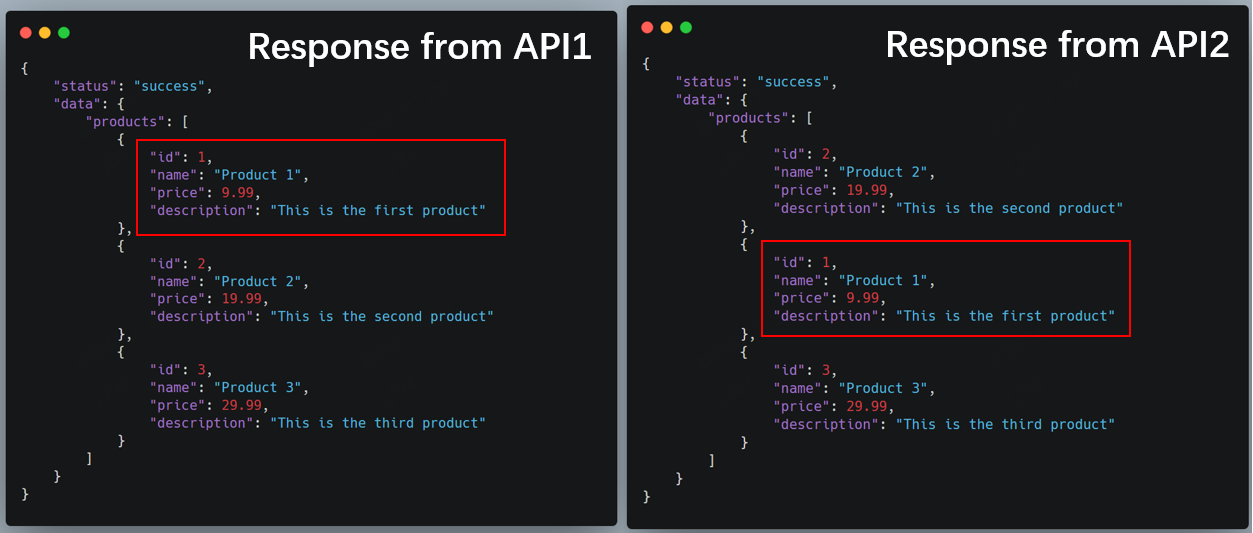 Response from API1
{
    "status": "success",
    "data": {
        "products": [
            {
                "id": 1,
                "name": "Product 1",
                "price": 9.99,
                "description": "This is the first product"
            },
            {
                "id": 2,
                "name": "Product 2",
                "price": 19.99,
                "description": "This is the second product"
            },
            {
                "id": 3,
                "name": "Product 3",
                "price": 29.99,
                "description": "This is the third product"
            }
        ]
    }
}
Response from API2
{
    "status": "success",
    "data": {
        "products": [
            {
                "id": 2,
                "name": "Product 2",
                "price": 19.99,
                "description": "This is the second product"
            },
            {
                "id": 1,
                "name": "Product 1",
                "price": 9.99,
                "description": "This is the first product"
            },
            {
                "id": 3,
                "name": "Product 3",
                "price": 29.99,
                "description": "This is the third product"
            }
        ]
    }
}